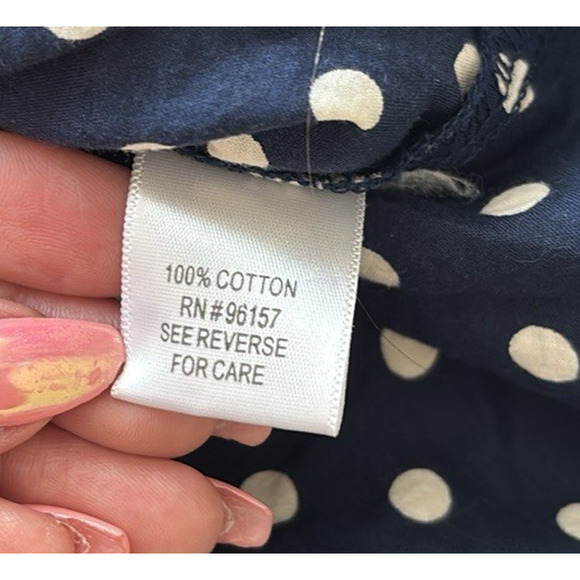 100% COTTON
RN#96157
SEE REVERSE
FOR CARE